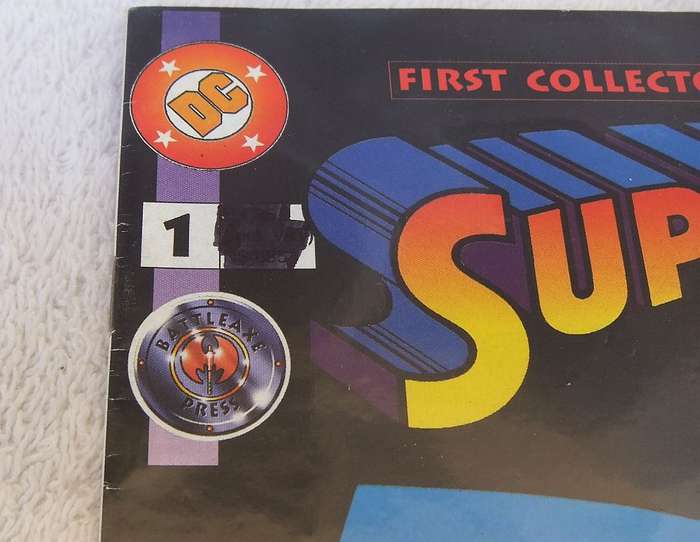 DC
FIRST COLLECTO
1
SUP
BATTLEAXE
PRESS